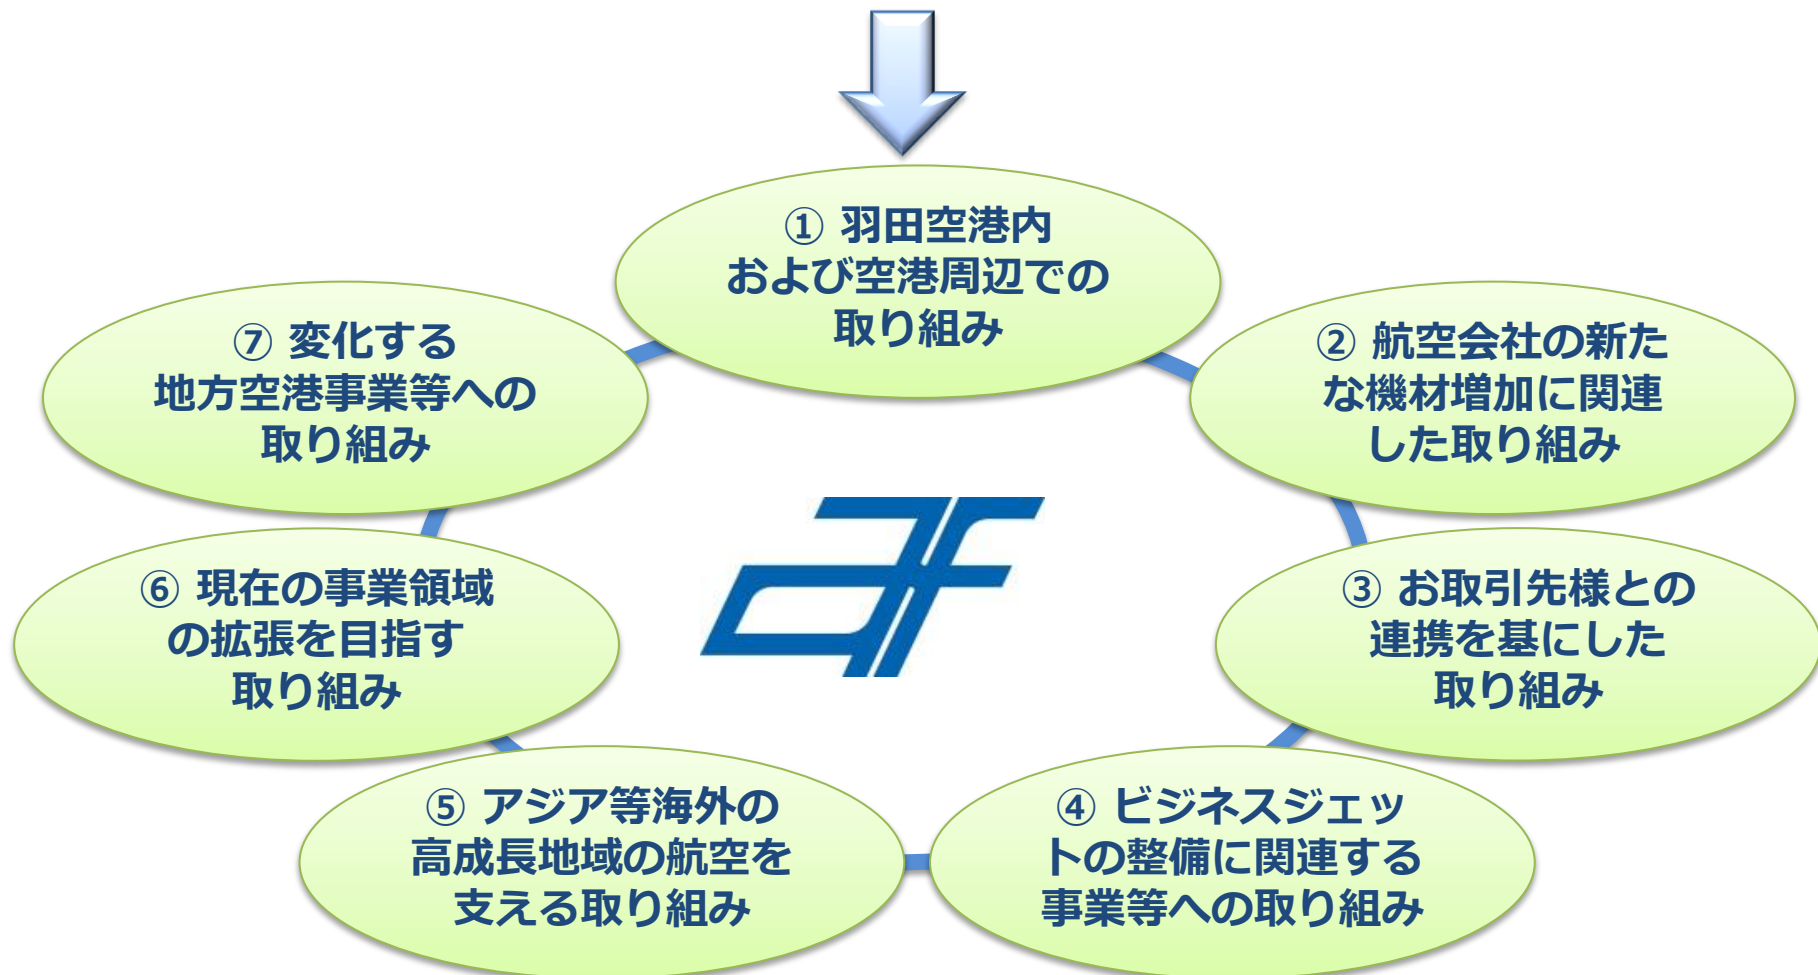 ① 羽田空港内
および空港周辺での
取り組み
② 航空会社の新た
な機材増加に関連
した取り組み
③ お取引先様との
連携を基にした
取り組み
④ ビジネスジェッ
トの整備に関連する
事業等への取り組み
⑤ アジア等海外の
高成長地域の航空を
支える取り組み
⑥ 現在の事業領域
の拡張を目指す
取り組み
⑦ 変化する
地方空港事業等への
取り組み